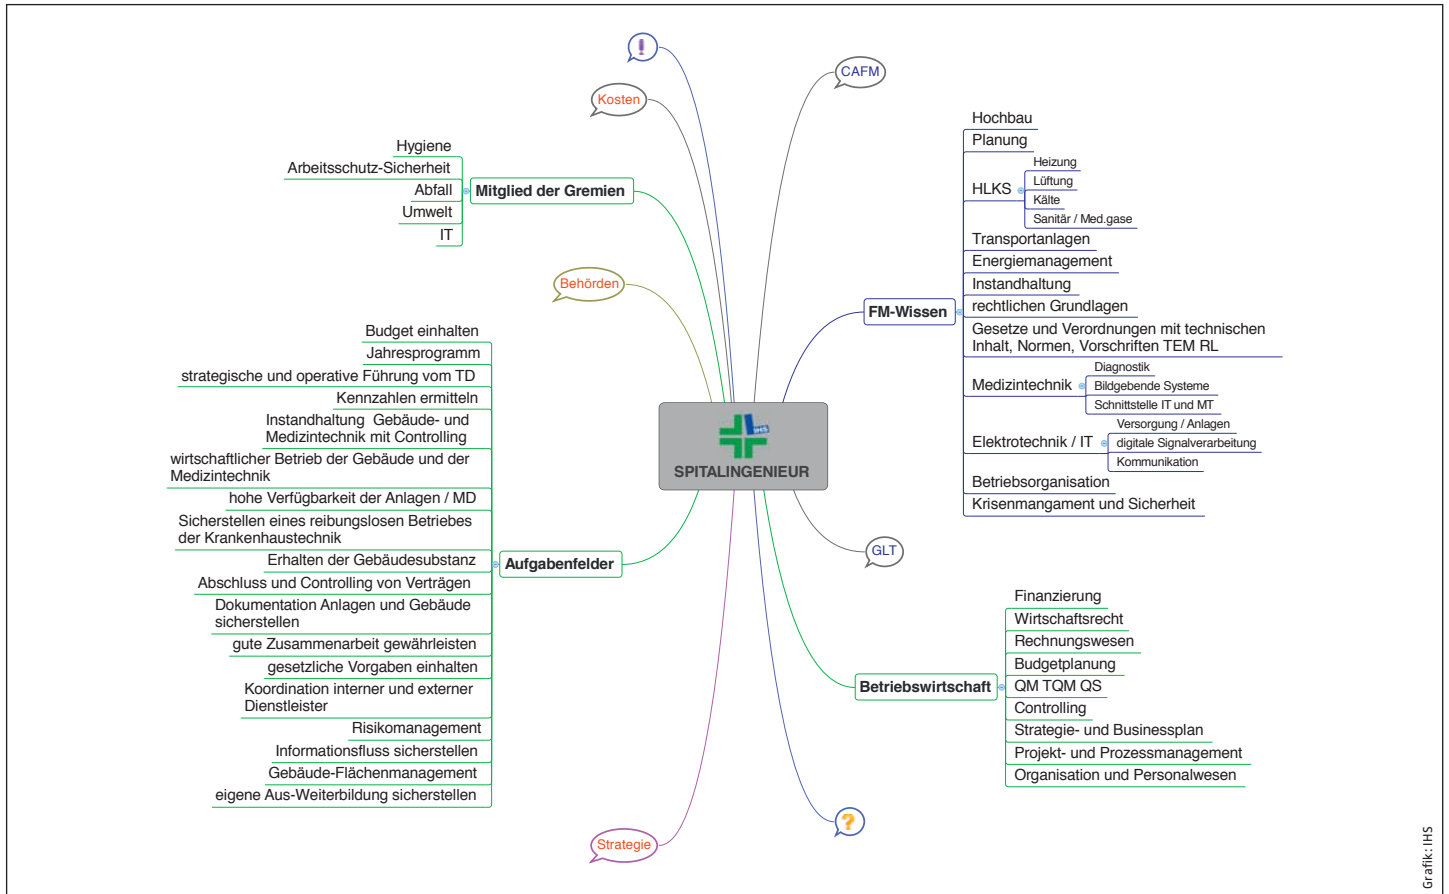 !
Kosten
CAFM
Hygiene
Arbeitsschutz-Sicherheit
Abfall
Umwelt
IT
Mitglied der Gremien
Behörden
Budget einhalten
Jahresprogramm
strategische und operative Führung vom TD
Kennzahlen ermitteln
Instandhaltung Gebäude- und
Medizintechnik mit Controlling
wirtschaftlicher Betrieb der Gebäude und der
Medizintechnik
hohe Verfügbarkeit der Anlagen / MD
Sicherstellen eines reibungslosen Betriebes
der Krankenhaustechnik
Erhalten der Gebäudesubstanz
Abschluss und Controlling von Verträgen
Dokumentation Anlagen und Gebäude
sicherstellen
gute Zusammenarbeit gewährleisten
gesetzliche Vorgaben einhalten
Koordination interner und externer
Dienstleister
Risikomanagement
Informationsfluss sicherstellen
Gebäude-Flächenmanagement
eigene Aus-Weiterbildung sicherstellen
Aufgabenfelder
Strategie
IHS
SPITALINGENIEUR
FM-Wissen
Hochbau
Planung
HLKS
Heizung
Lüftung
Kälte
Sanitär / Med.gase
Transportanlagen
Energiemanagement
Instandhaltung
rechtlichen Grundlagen
Gesetze und Verordnungen mit technischen
Inhalt, Normen, Vorschriften TEM RL
Medizintechnik
Diagnostik
Bildgebende Systeme
Schnittstelle IT und MT
Elektrotechnik / IT
Versorgung / Anlagen
digitale Signalverarbeitung
Kommunikation
Betriebsorganisation
Krisenmangament und Sicherheit
GLT
Betriebswirtschaft
Finanzierung
Wirtschaftsrecht
Rechnungswesen
Budgetplanung
QM TQM QS
Controlling
Strategie- und Businessplan
Projekt- und Prozessmanagement
Organisation und Personalwesen
?
Grafik: IHS